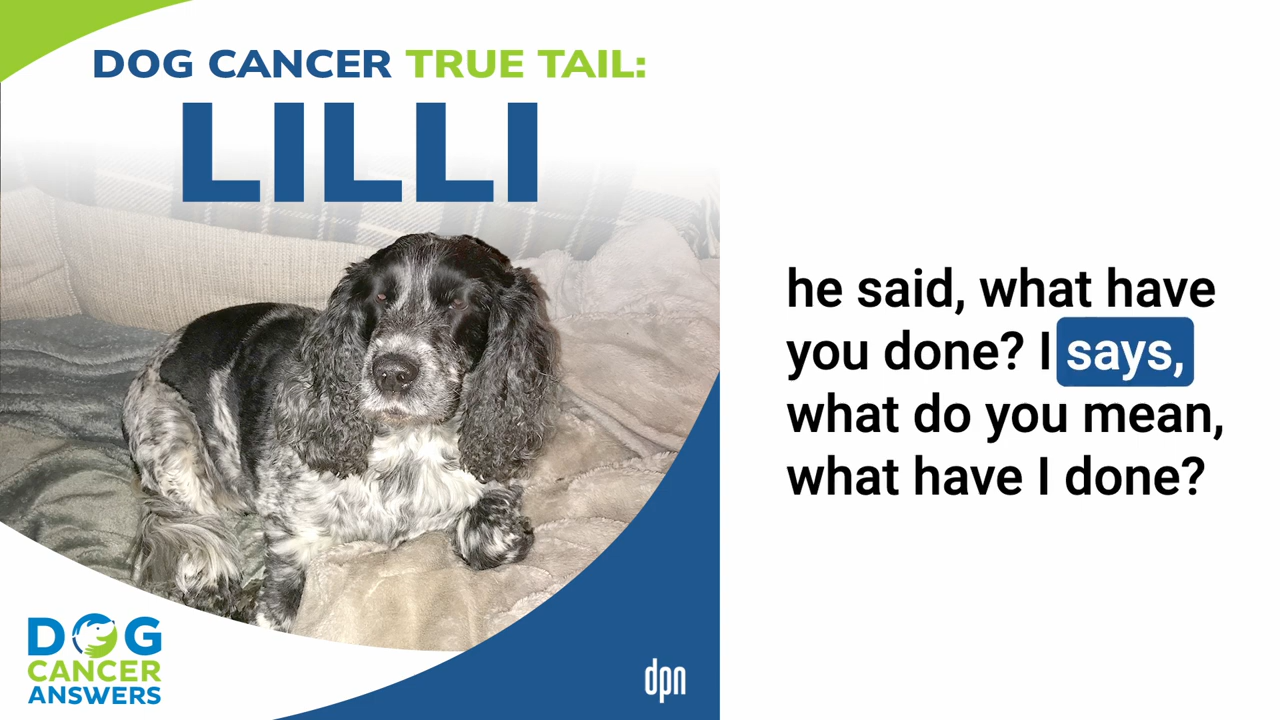 DOG CANCER TRUE TAIL:
LILLI
he said, what have
you done? I says,
what do you mean,
what have I done?
DOG
CANCER
ANSWERS
dpn